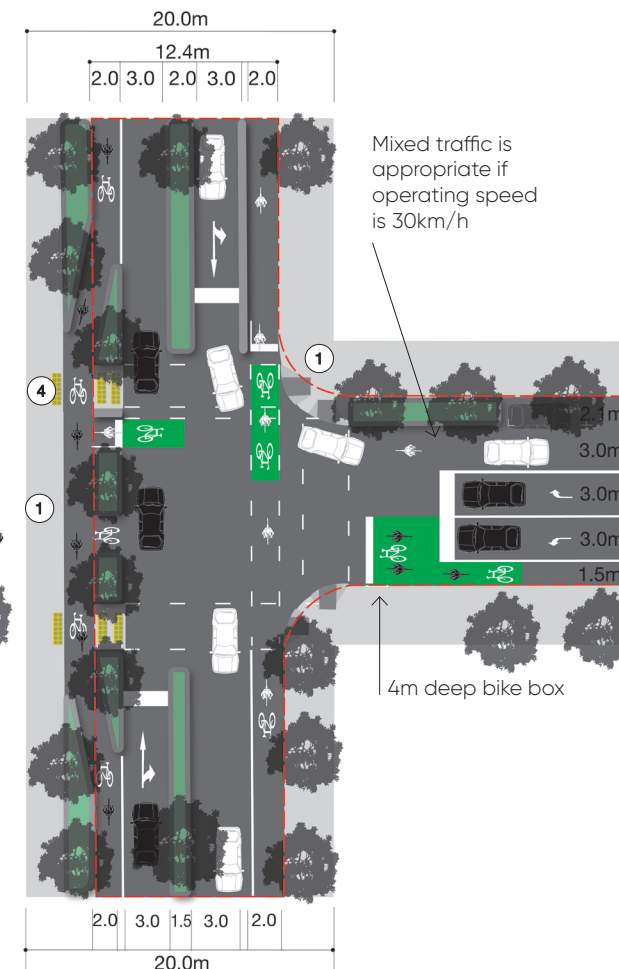 20.0m
12.4m
2.0 3.0 2.0 3.0 2.0
Mixed traffic is
appropriate if
operating speed
is 30km/h
1
4
2.1m
3.0m
3.0m
1
3.0m
1.5m
4m deep bike box
2.0 3.0 1.5 3.0 2.0
20.0m